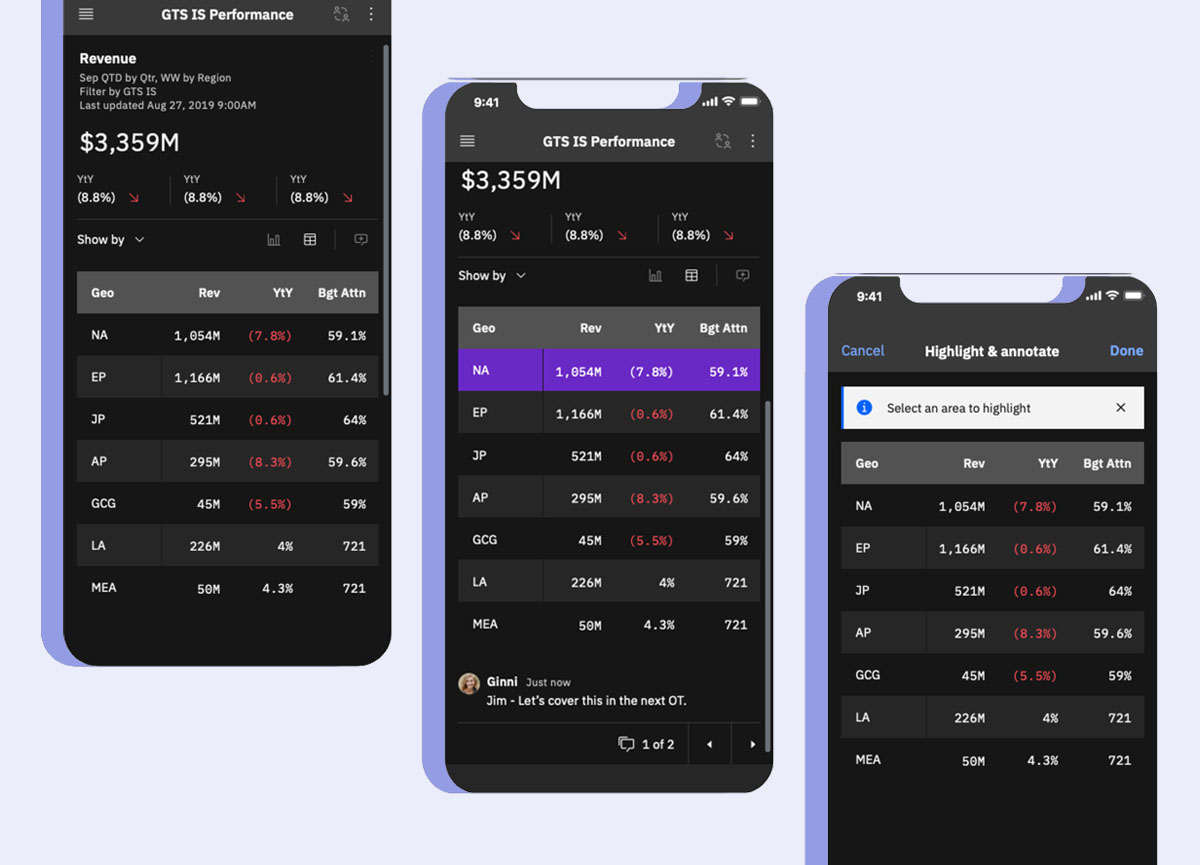 GTS IS Performance
Revenue
Sep QTD by Qtr, WW by Region
Filter by GTS IS
Last updated Aug 27, 2019 9:00AM
$3,359M
YtY YtY YtY
(8.8%) (8.8%) (8.8%)
Show by
Geo Rev YtY Bgt Attn
NA 1,054M (7.8%) 59.1%
EP 1,166M (0.6%) 61.4%
JP 521M (0.6%) 64%
AP 295M (8.3%) 59.6%
GCG 45M (5.5%) 59%
LA 226M 4% 721
MEA 50M 4.3% 721
9:41
GTS IS Performance
$3,359M
YtY YtY YtY
(8.8%) (8.8%) (8.8%)
Show by
Geo Rev YtY Bgt Attn
NA 1,054M (7.8%) 59.1%
EP 1,166M (0.6%) 61.4%
JP 521M (0.6%) 64%
AP 295M (8.3%) 59.6%
GCG 45M (5.5%) 59%
LA 226M 4% 721
MEA 50M 4.3% 721
Ginni Just now
Jim - Let's cover this in the next OT.
1 of 2
9:41
Cancel Highlight & annotate Done
Select an area to highlight
Geo Rev YtY Bgt Attn
NA 1,054M (7.8%) 59.1%
EP 1,166M (0.6%) 61.4%
JP 521M (0.6%) 64%
AP 295M (8.3%) 59.6%
GCG 45M (5.5%) 59%
LA 226M 4% 721
MEA 50M 4.3% 721